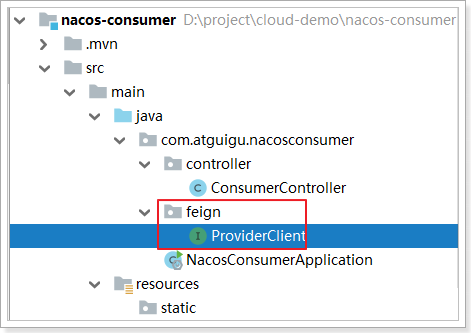 nacos-consumer D:\project\cloud-demo\nacos-consumer
.mvn
src
main
java
com.atguigu.nacosconsumer
controller
C ConsumerController
feign
I ProviderClient
NacosConsumerApplication
resources
static